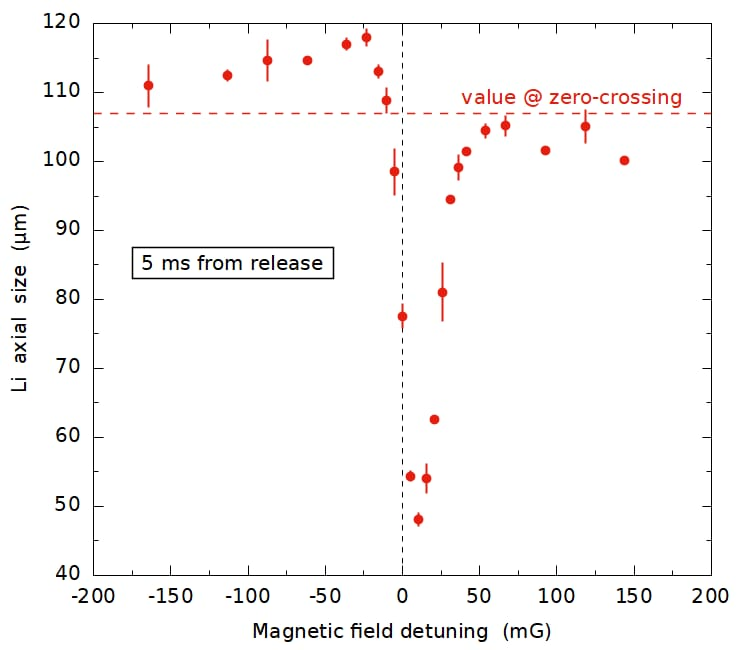 120
110
100
90
80
70
60
50
40
Li axial size (μm)
value @ zero-crossing
5 ms from release
-200 -150 -100 -50 0 50 100 150 200
Magnetic field detuning (mG)